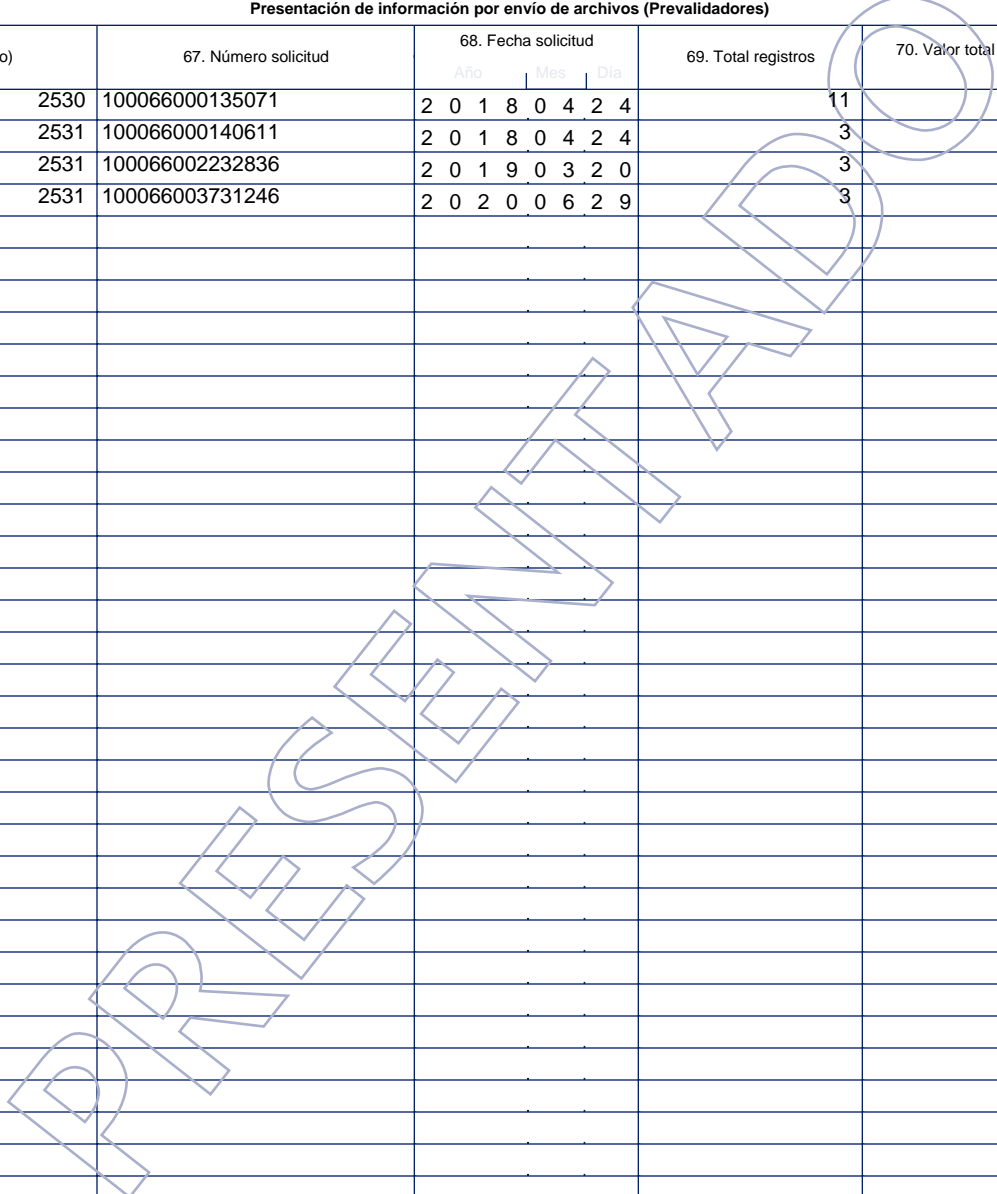 Presentación de información por envío de archivos (Prevalidadores)
o) 67. Número solicitud 68. Fecha solicitud 69. Total registros 70. Valor total
Año Mes Día
2530 100066000135071 2 0 1 8 0 4 2 4 11
2531 100066000140611 2 0 1 8 0 4 2 4 3
2531 100066002232836 2 0 1 9 0 3 2 0 3
2531 100066003731246 2 0 2 0 0 6 2 9 3
PRESENTADO